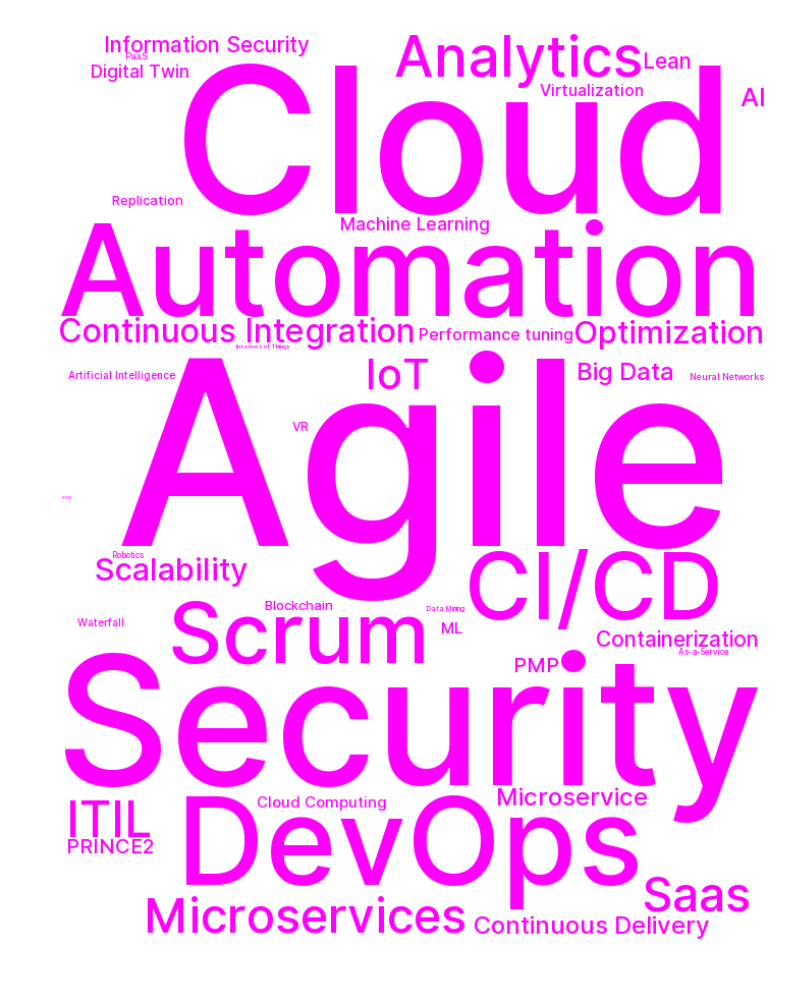 Information Security
Analytics
PaaS
Lean
Digital Twin
Cloud
Virtualization
AI
Replication
Machine Learning
Automation
Continuous Integration
Performance tuning
Optimization
Internet of Things
IoT
Big Data
Artificial Intelligence
Neural Networks
Agile
VR
Robotics
Scalability
CI/CD
Blockchain
Data Mining
Scrum
Waterfall
ML
Containerization
As-a-Service
PMP
Security
Microservice
ITIL
Cloud Computing
DevOps
PRINCE2
Saas
Microservices
Continuous Delivery